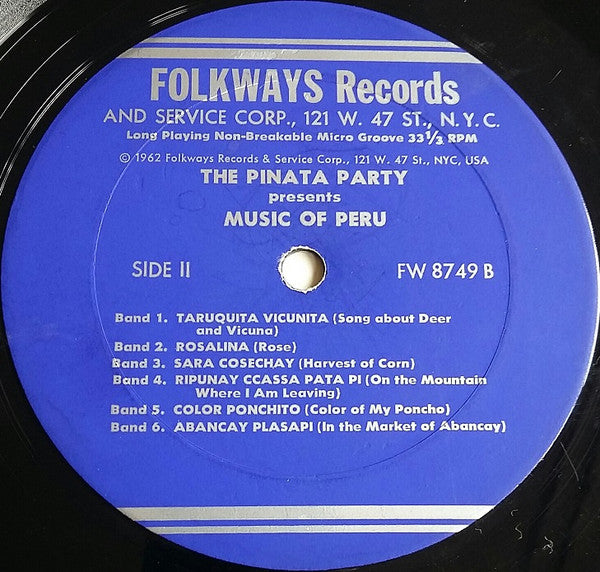 FOLKWAYS Records
AND SERVICE CORP., 121 W. 47 ST., N.Y.C.
Long Playing Non-Breakable Micro Groove 33 1/3 RPM
© 1962 Folkways Records & Service Corp., 121 W. 47 St., NYC, USA
THE PINATA PARTY
presents
MUSIC OF PERU
SIDE II FW 8749 B
Band 1. TARUQUITA VICUNITA (Song about Deer
and Vicuna)
Band 2. ROSALINA (Rose)
Band 3. SARA COSECHAY (Harvest of Corn)
Band 4. RIPUNAY CCASSA PATA PI (On the Mountain
Where I Am Leaving)
Band 5. COLOR PONCHITO (Color of My Poncho)
Band 6. ABANCAY PLASAPI (In the Market of Abancay)